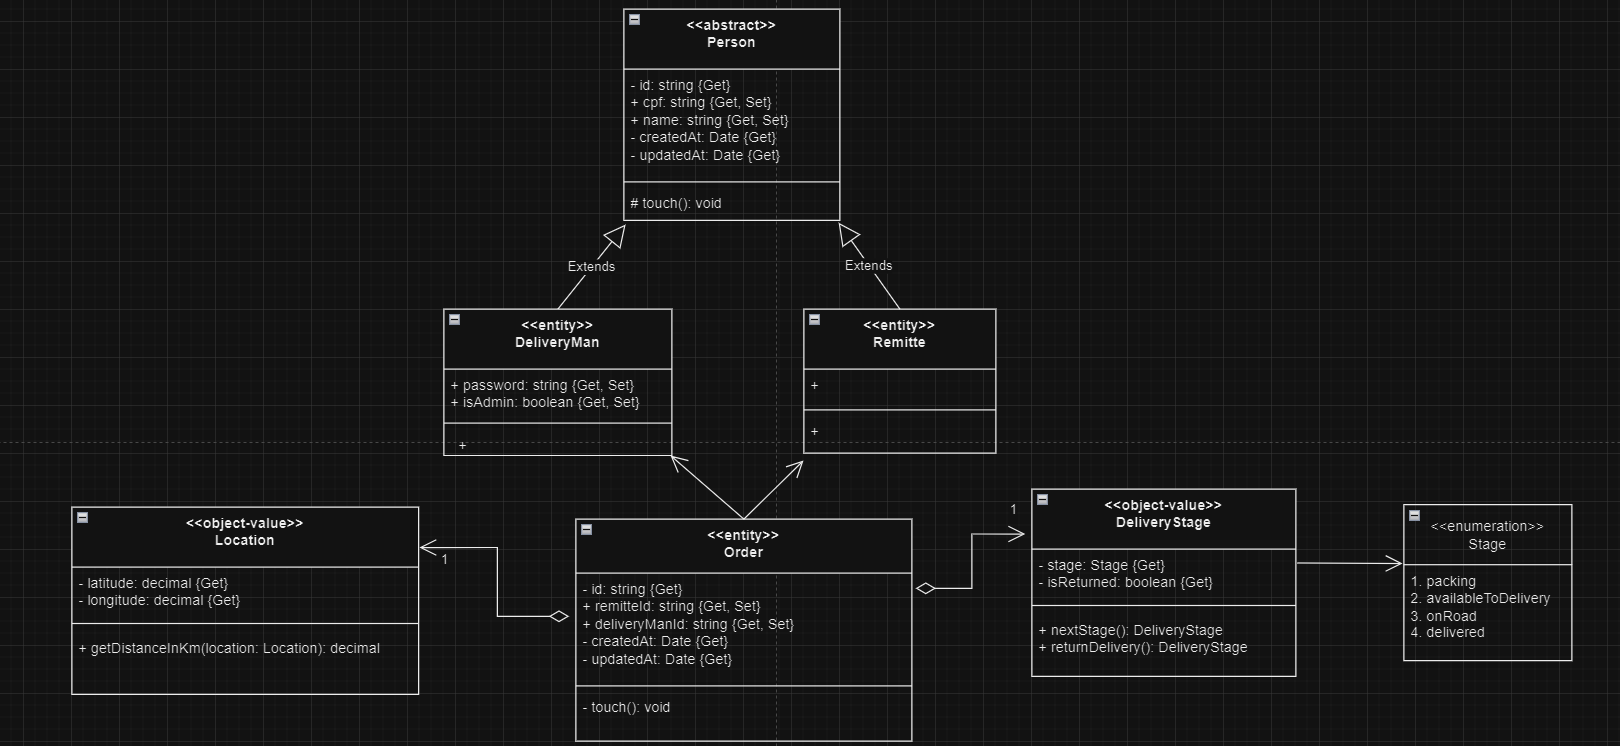 <<abstract>>
Person
- id: string {Get}
+ cpf: string {Get, Set}
+ name: string {Get, Set}
- createdAt: Date {Get}
- updatedAt: Date {Get}
# touch(): void
Extends
Extends
<<entity>>
DeliveryMan
+ password: string {Get, Set}
+ isAdmin: boolean {Get, Set}
+
<<entity>>
Remitte
+
+
<<object-value>>
Location
- latitude: decimal {Get}
- longitude: decimal {Get}
+ getDistanceInKm(location: Location): decimal
1
<<entity>>
Order
- id: string {Get}
+ remitteId: string {Get, Set}
+ deliveryManId: string {Get, Set}
- createdAt: Date {Get}
- updatedAt: Date {Get}
- touch(): void
1
<<object-value>>
DeliveryStage
- stage: Stage {Get}
- isReturned: boolean {Get}
+ nextStage(): DeliveryStage
+ returnDelivery(): DeliveryStage
<<enumeration>>
Stage
1. packing
2. availableToDelivery
3. onRoad
4. delivered